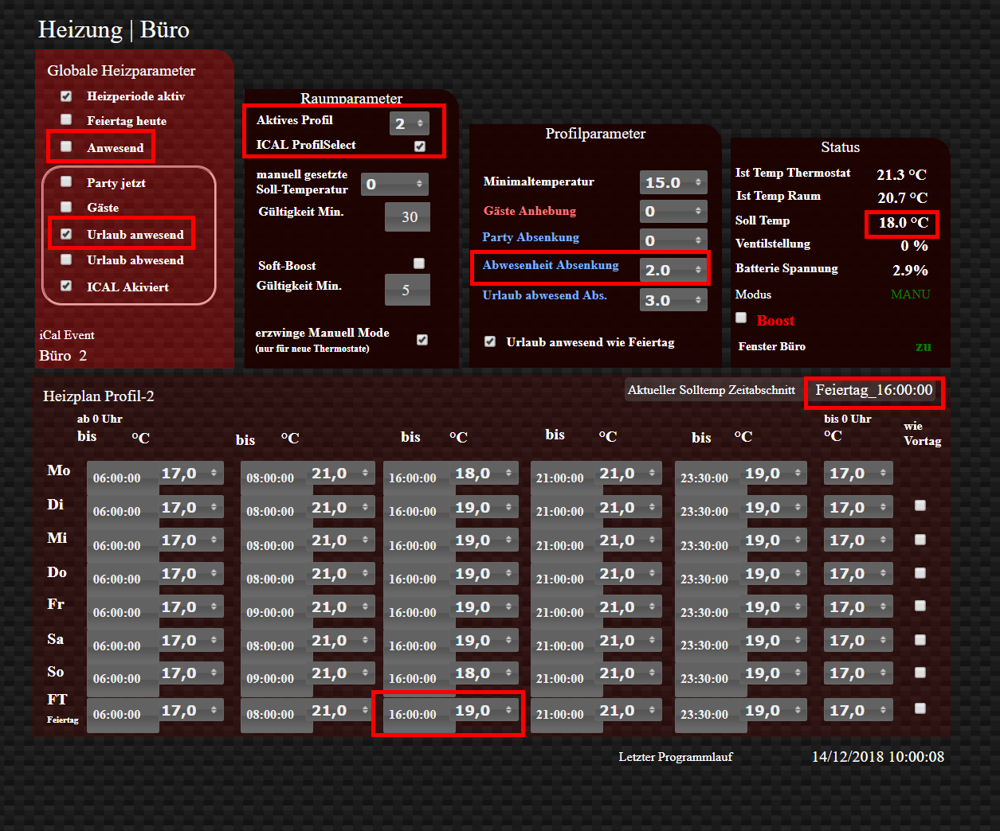 Heizung | Büro
Globale Heizparameter
Heizperiode aktiv
Feiertag heute
Anwesend
Party jetzt
Gäste
Urlaub anwesend
Urlaub abwesend
ICAL Akiviert
iCal Event
Büro 2
Raumparameter
Aktives Profil 2
ICAL ProfilSelect
manuell gesetzte
Soll-Temperatur 0
Gültigkeit Min. 30
Soft-Boost
Gültigkeit Min. 5
erzwinge Manuell Mode
(nur für neue Thermostate)
Profilparameter
Minimaltemperatur 15.0
Gäste Anhebung 0
Party Absenkung 0
Abwesenheit Absenkung 2.0
Urlaub abwesend Abs. 3.0
Urlaub anwesend wie Feiertag
Status
Ist Temp Thermostat 21.3 °C
Ist Temp Raum 20.7 °C
Soll Temp 18.0 °C
Ventilstellung 0 %
Batterie Spannung 2.9%
Modus MANU
Boost
Fenster Büro zu
Heizplan Profil-2
Aktueller Solltemp Zeitabschnitt Feiertag_16:00:00
ab 0 Uhr bis 0 Uhr
bis °C bis °C bis °C bis °C bis °C °C wie
Vortag
Mo 06:00:00 17,0 08:00:00 21,0 16:00:00 18,0 21:00:00 21,0 23:30:00 19,0 17,0
Di 06:00:00 17,0 08:00:00 21,0 16:00:00 19,0 21:00:00 21,0 23:30:00 19,0 17,0
Mi 06:00:00 17,0 08:00:00 21,0 16:00:00 19,0 21:00:00 21,0 23:30:00 19,0 17,0
Do 06:00:00 17,0 08:00:00 21,0 16:00:00 19,0 21:00:00 21,0 23:30:00 19,0 17,0
Fr 06:00:00 17,0 09:00:00 21,0 16:00:00 19,0 21:00:00 21,0 23:30:00 19,0 17,0
Sa 06:00:00 17,0 08:00:00 21,0 16:00:00 19,0 21:00:00 21,0 23:30:00 19,0 17,0
So 06:00:00 17,0 09:00:00 21,0 16:00:00 18,0 21:00:00 21,0 23:30:00 19,0 17,0
FT 06:00:00 17,0 08:00:00 21,0 16:00:00 19,0 21:00:00 21,0 23:30:00 19,0 17,0
Feiertag
Letzter Programmlauf 14/12/2018 10:00:08